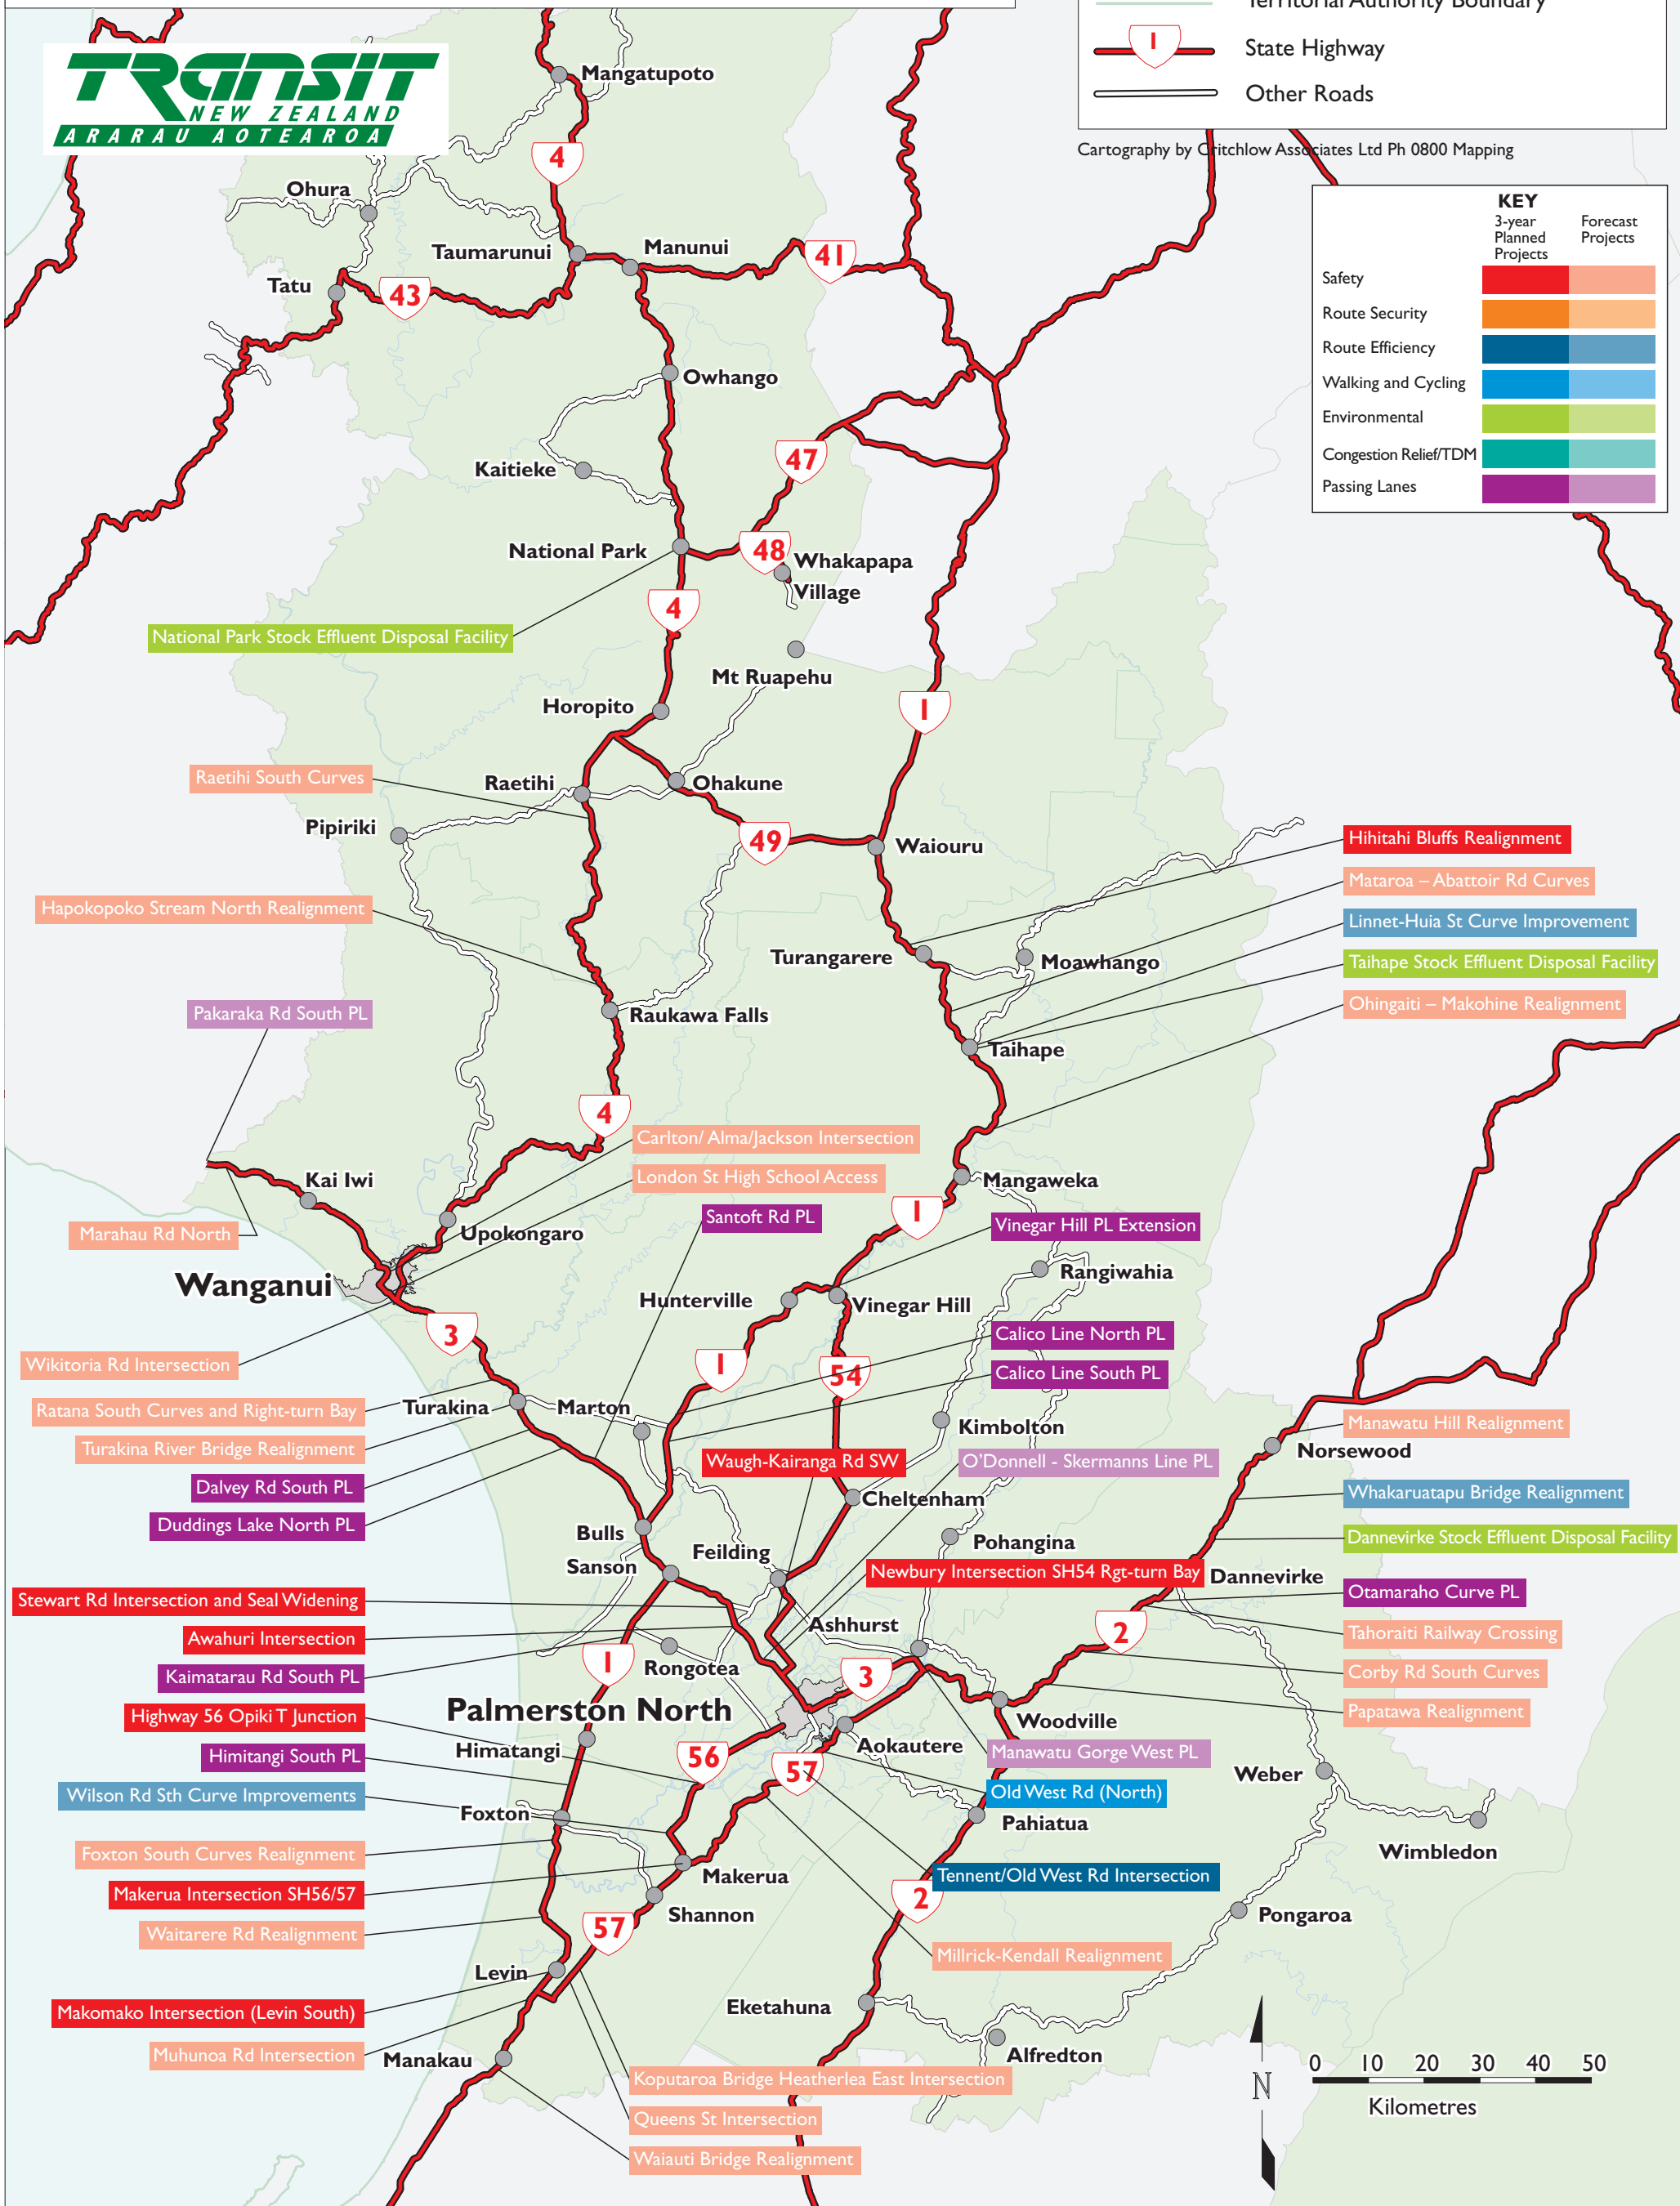 Territorial Authority Boundary
1
State Highway
Other Roads
Cartography by Critchlow Associates Ltd Ph 0800 Mapping
TRANSIT
NEW ZEALAND
ARARAU AOTEAROA
KEY
3-year
Planned
Projects
Forecast
Projects
Safety
Route Security
Route Efficiency
Walking and Cycling
Environmental
Congestion Relief/TDM
Passing Lanes
Mangatupoto
4
Ohura
Taumarunui
Manunui
41
Tatu
43
Owhango
Kaitieke
47
National Park
48
Whakapapa
Village
4
National Park Stock Effluent Disposal Facility
Mt Ruapehu
Horopito
1
Raetihi South Curves
Raetihi
Ohakune
Pipiriki
49
Waiouru
Hihitahi Bluffs Realignment
Mataroa – Abattoir Rd Curves
Hapokopoko Stream North Realignment
Linnet-Huia St Curve Improvement
Turangarere
Moawhango
Taihape Stock Effluent Disposal Facility
Ohingaiti – Makohine Realignment
Pakaraka Rd South PL
Raukawa Falls
Taihape
4
Carlton/ Alma/Jackson Intersection
London St High School Access
Kai Iwi
Mangaweka
1
Santoft Rd PL
Vinegar Hill PL Extension
Marahau Rd North
Upokongaro
Rangiwahia
Wanganui
Hunterville
Vinegar Hill
3
Calico Line North PL
Wikitoria Rd Intersection
1
54
Calico Line South PL
Ratana South Curves and Right-turn Bay
Turakina
Marton
Kimbolton
Manawatu Hill Realignment
Norsewood
Turakina River Bridge Realignment
Waugh-Kairanga Rd SW
O'Donnell - Skermanns Line PL
Dalvey Rd South PL
Cheltenham
Whakaruatapu Bridge Realignment
Duddings Lake North PL
Bulls
Pohangina
Dannevirke Stock Effluent Disposal Facility
Sanson
Feilding
Newbury Intersection SH54 Rgt-turn Bay
Dannevirke
Otamaraho Curve PL
Stewart Rd Intersection and Seal Widening
Ashhurst
2
Tahoraiti Railway Crossing
Awahuri Intersection
1
Rongotea
3
Corby Rd South Curves
Kaimatarau Rd South PL
Palmerston North
Papatawa Realignment
Highway 56 Opiki T Junction
Woodville
Himatangi
56
57
Aokautere
Manawatu Gorge West PL
Himitangi South PL
Weber
Wilson Rd Sth Curve Improvements
Old West Rd (North)
Foxton
Pahiatua
Foxton South Curves Realignment
Wimbledon
Makerua
Tennent/Old West Rd Intersection
Makerua Intersection SH56/57
2
Shannon
Pongaroa
Waitarere Rd Realignment
57
Millrick-Kendall Realignment
Levin
Makomako Intersection (Levin South)
Eketahuna
Muhunoa Rd Intersection
Manakau
Alfredton
Koputaroa Bridge Heatherlea East Intersection
Queens St Intersection
Waiauti Bridge Realignment
N
0 10 20 30 40 50
Kilometres